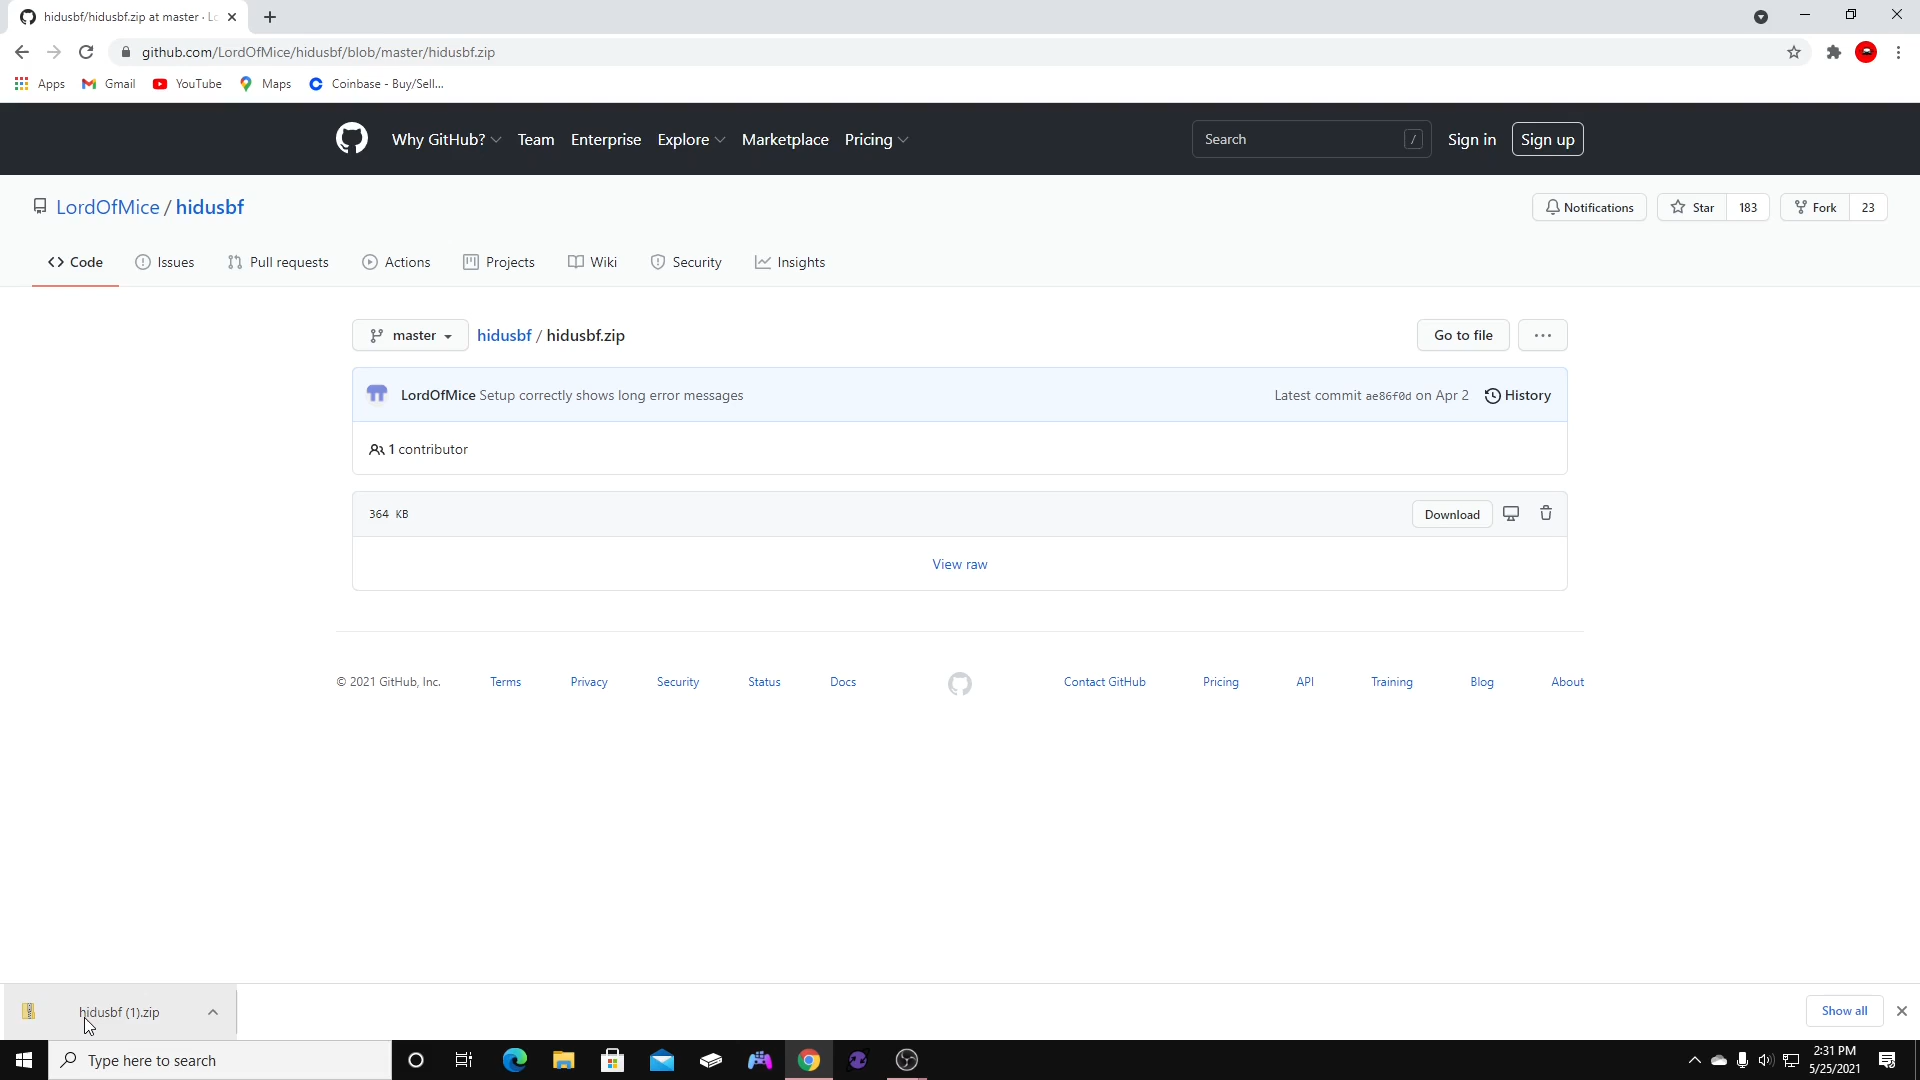 hidusbf/hidusbf.zip at master · Lo
github.com/LordOfMice/hidusbf/blob/master/hidusbf.zip
Apps Gmail YouTube Maps Coinbase - Buy/Sell...
Why GitHub? Team Enterprise Explore Marketplace Pricing Search / Sign in Sign up
LordOfMice / hidusbf Notifications Star 183 Fork 23
Code Issues Pull requests Actions Projects Wiki Security Insights
master hidusbf / hidusbf.zip Go to file ...
LordOfMice Setup correctly shows long error messages Latest commit ae86f0d on Apr 2 History
1 contributor
364 KB Download
View raw
© 2021 GitHub, Inc. Terms Privacy Security Status Docs Contact GitHub Pricing API Training Blog About
hidusbf (1).zip Show all
Type here to search 2:31 PM
5/25/2021